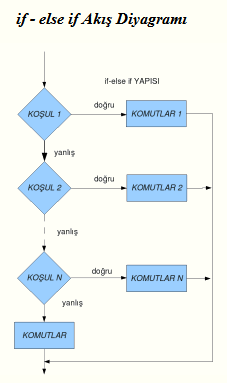 if - else if Akış Diyagramı
if-else if YAPISI
KOŞUL 1
doğru
KOMUTLAR 1
yanlış
KOŞUL 2
doğru
KOMUTLAR 2
yanlış
KOŞUL N
doğru
KOMUTLAR N
yanlış
KOMUTLAR